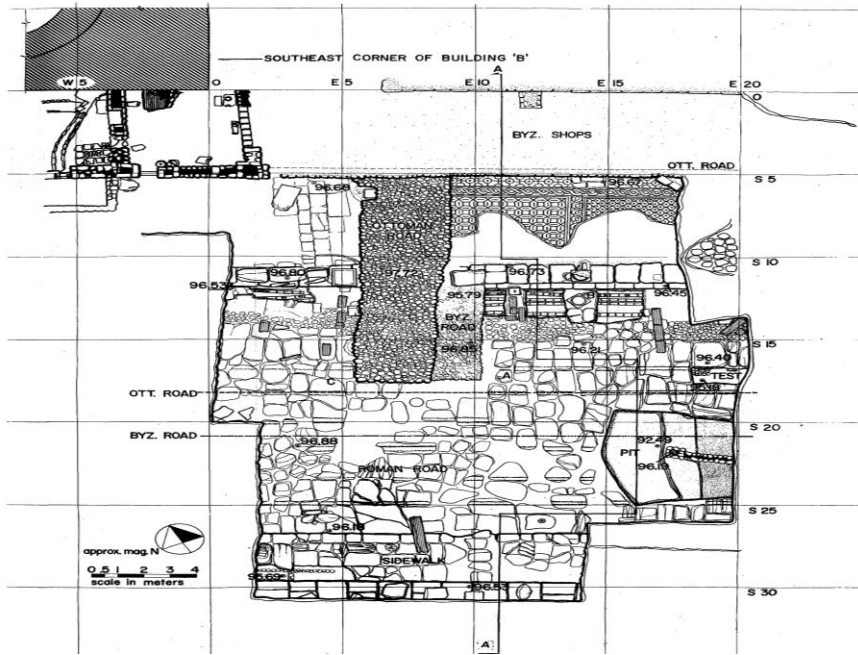 SOUTHEAST CORNER OF BUILDING 'B'
A
W 5 O E 5 E 10 E 15 E 20
O
BYZ. SHOPS
OTT. ROAD
S 5
96.68 96.67
OTTOMAN
ROAD
S 10
96.80 97.72 96.73
96.53 95.79 B 96.45
BYZ.
ROAD
S 15
96.85 96.21 96.40
TEST
C A
OTT. ROAD
S 20
BYZ. ROAD
96.88 92.49
PIT
96.19
ROMAN ROAD
S 25
96.18
approx. mag. N
SIDEWALK
0.5 1 2 3 4
scale in meters
95.69 96.53
S 30
A